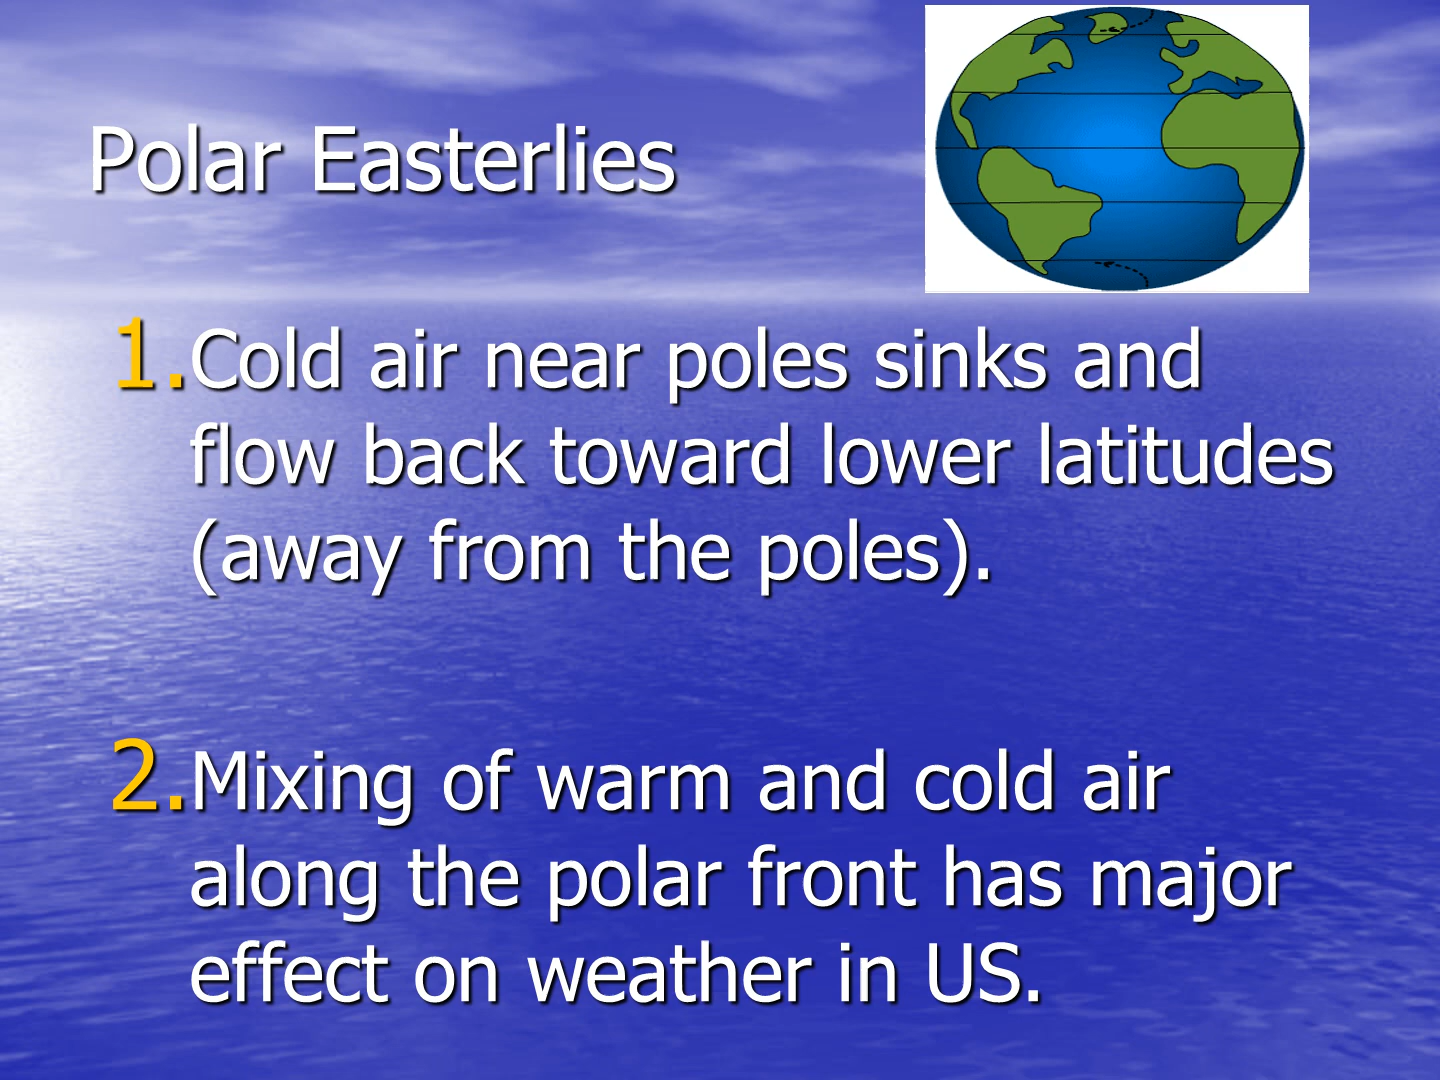 Polar Easterlies
1. Cold air near poles sinks and
flow back toward lower latitudes
(away from the poles).
2. Mixing of warm and cold air
along the polar front has major
effect on weather in US.